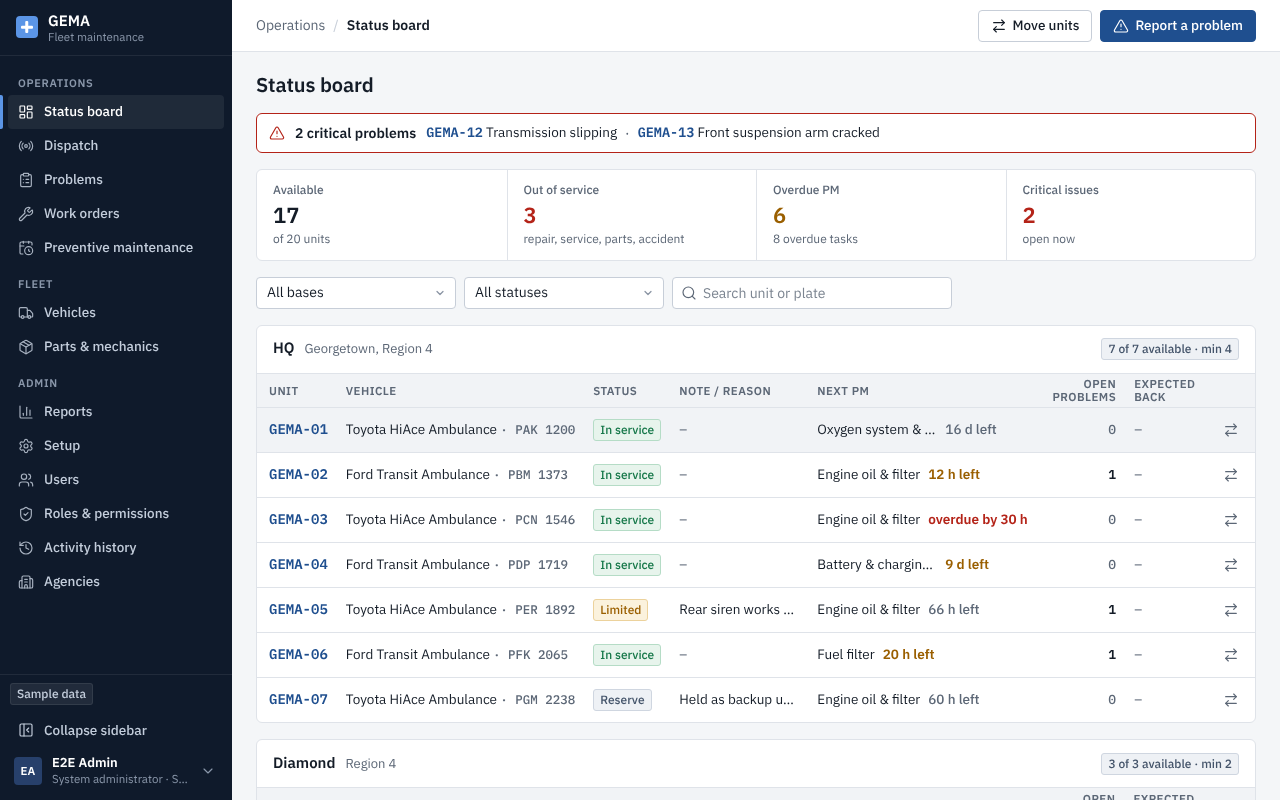 GEMA
Fleet maintenance
OPERATIONS
Status board
Dispatch
Problems
Work orders
Preventive maintenance
FLEET
Vehicles
Parts & mechanics
ADMIN
Reports
Setup
Users
Roles & permissions
Activity history
Agencies
Sample data
Collapse sidebar
EA
E2E Admin
System administrator · S...
Operations / Status board
Move units
Report a problem
Status board
2 critical problems GEMA-12 Transmission slipping · GEMA-13 Front suspension arm cracked
Available
17
of 20 units
Out of service
3
repair, service, parts, accident
Overdue PM
6
8 overdue tasks
Critical issues
2
open now
All bases
All statuses
Search unit or plate
HQ Georgetown, Region 4
7 of 7 available · min 4
UNIT VEHICLE STATUS NOTE / REASON NEXT PM OPEN PROBLEMS EXPECTED BACK
GEMA-01 Toyota HiAce Ambulance · PAK 1200 In service – Oxygen system & ... 16 d left 0 –
GEMA-02 Ford Transit Ambulance · PBM 1373 In service – Engine oil & filter 12 h left 1 –
GEMA-03 Toyota HiAce Ambulance · PCN 1546 In service – Engine oil & filter overdue by 30 h 0 –
GEMA-04 Ford Transit Ambulance · PDP 1719 In service – Battery & chargin... 9 d left 0 –
GEMA-05 Toyota HiAce Ambulance · PER 1892 Limited Rear siren works ... Engine oil & filter 66 h left 1 –
GEMA-06 Ford Transit Ambulance · PFK 2065 In service – Fuel filter 20 h left 1 –
GEMA-07 Toyota HiAce Ambulance · PGM 2238 Reserve Held as backup u... Engine oil & filter 60 h left 0 –
Diamond Region 4
3 of 3 available · min 2
OPEN EXPECTED